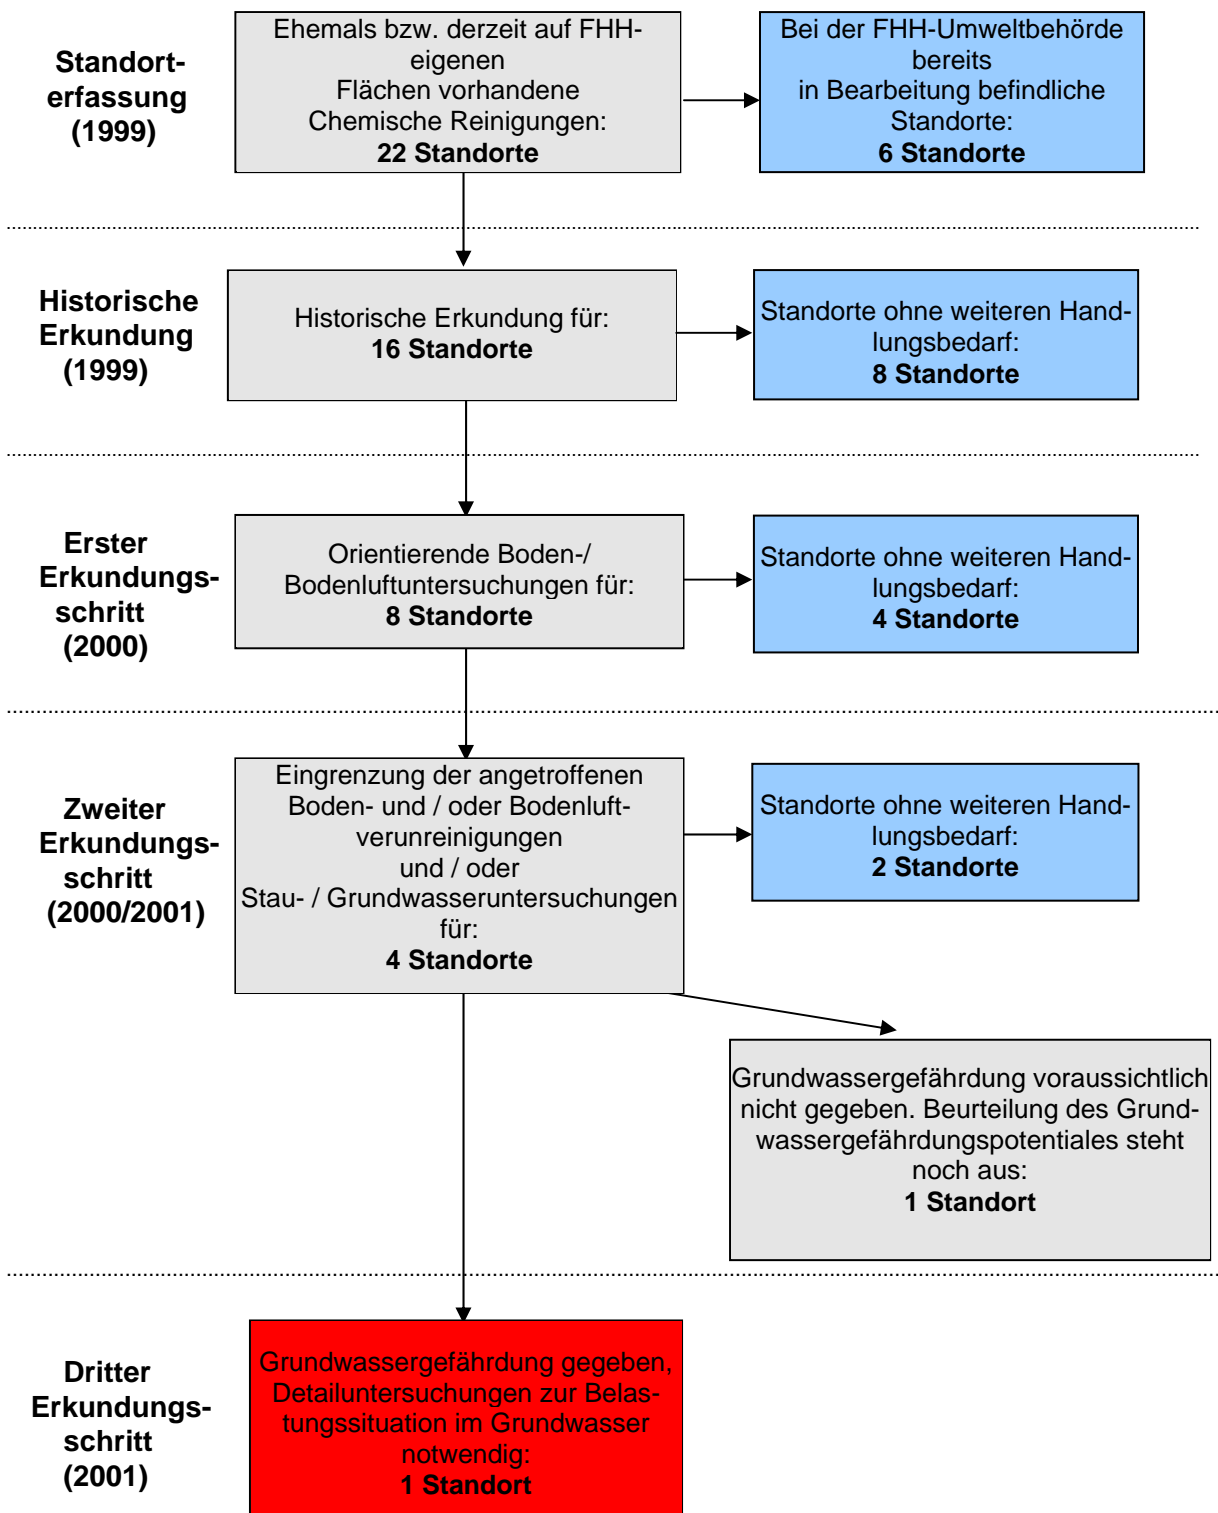 Standort-
erfassung
(1999)
Ehemals bzw. derzeit auf FHH-
eigenen
Flächen vorhandene
Chemische Reinigungen:
22 Standorte
Bei der FHH-Umweltbehörde
bereits
in Bearbeitung befindliche
Standorte:
6 Standorte
Historische
Erkundung
(1999)
Historische Erkundung für:
16 Standorte
Standorte ohne weiteren Hand-
lungsbedarf:
8 Standorte
Erster
Erkundungs-
schritt
(2000)
Orientierende Boden-/
Bodenluftuntersuchungen für:
8 Standorte
Standorte ohne weiteren Hand-
lungsbedarf:
4 Standorte
Zweiter
Erkundungs-
schritt
(2000/2001)
Eingrenzung der angetroffenen
Boden- und / oder Bodenluft-
verunreinigungen
und / oder
Stau- / Grundwasseruntersuchungen
für:
4 Standorte
Standorte ohne weiteren Hand-
lungsbedarf:
2 Standorte
Grundwassergefährdung voraussichtlich
nicht gegeben. Beurteilung des Grund-
wassergefährdungspotentiales steht
noch aus:
1 Standort
Dritter
Erkundungs-
schritt
(2001)
Grundwassergefährdung gegeben,
Detailuntersuchungen zur Belas-
tungssituation im Grundwasser
notwendig:
1 Standort